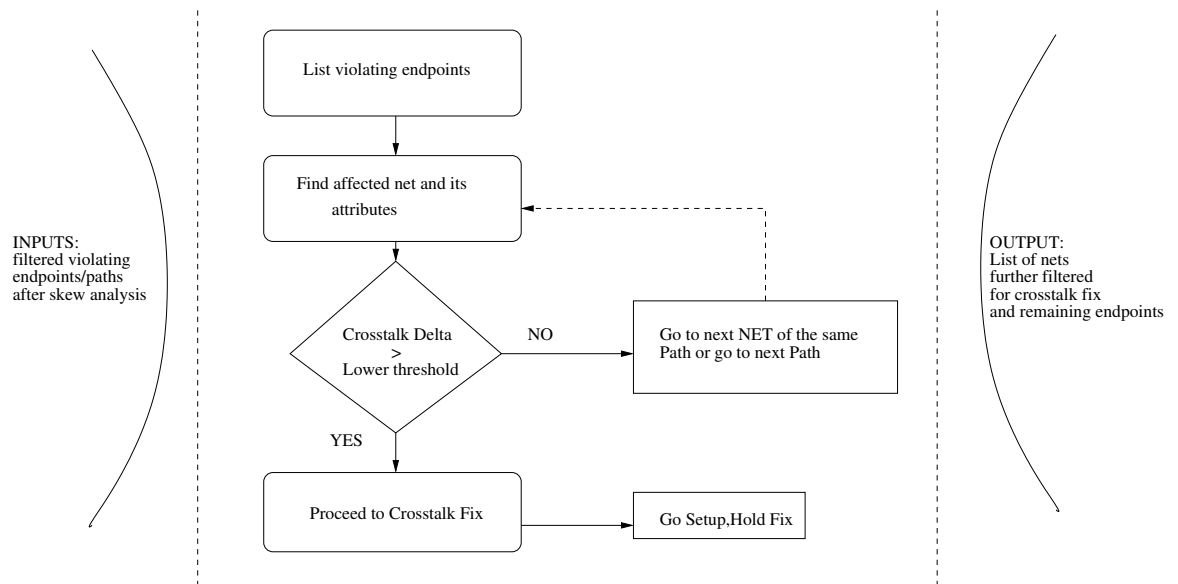 List violating endpoints
Find affected net and its
attributes
INPUTS:
filtered violating
endpoints/paths
after skew analysis
OUTPUT:
List of nets
further filtered
for crosstalk fix
and remaining endpoints
Crosstalk Delta
>
Lower threshold
NO
Go to next NET of the same
Path or go to next Path
YES
Proceed to Crosstalk Fix
Go Setup,Hold Fix